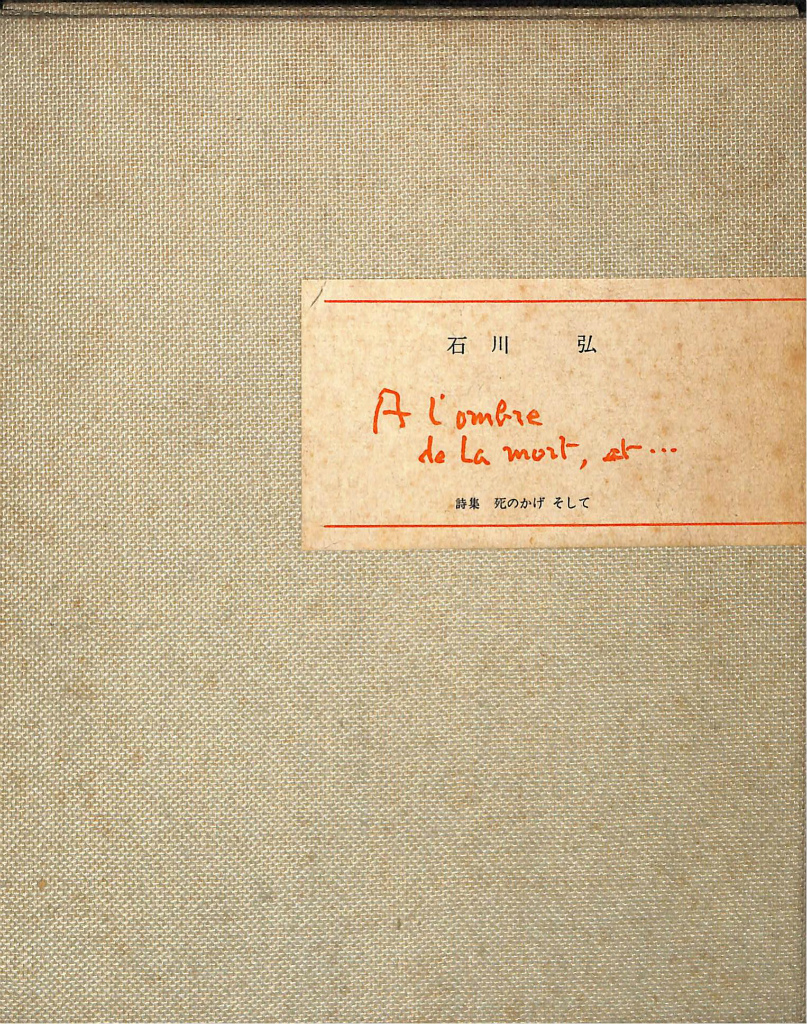 石川 弘
A l'ombre
de la mort, et...
詩集 死のかげ そして